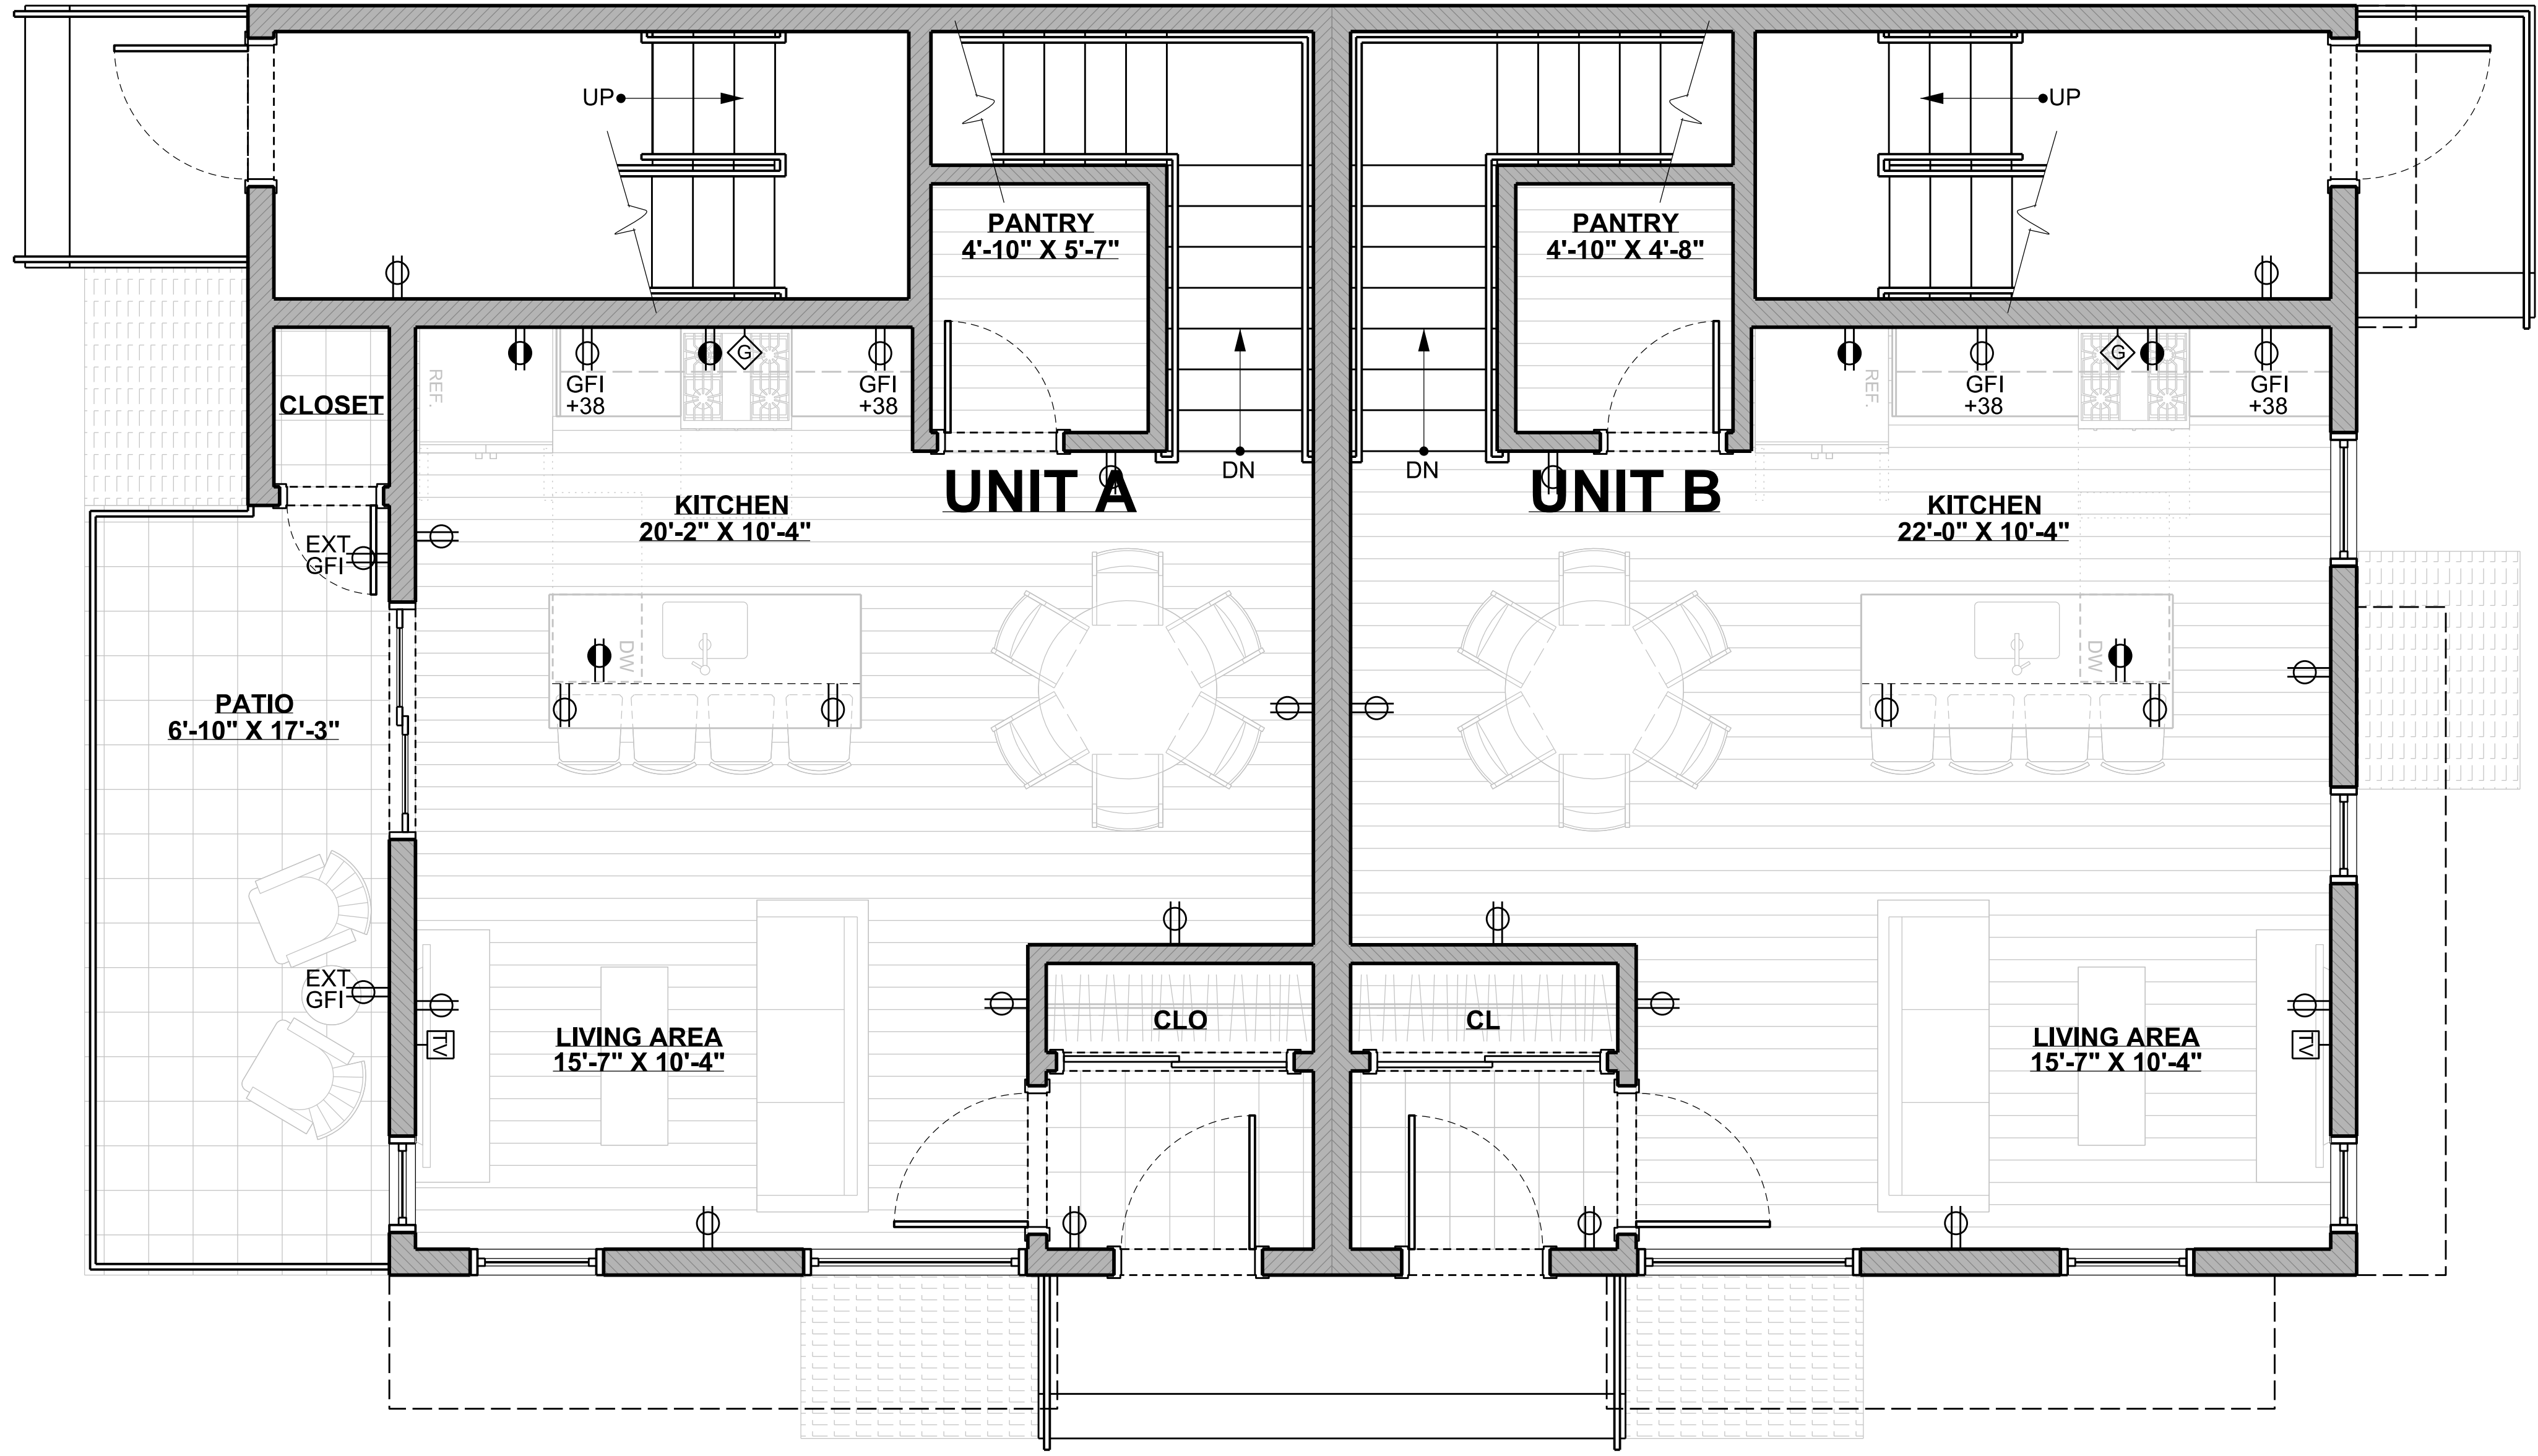 UP
UP
PANTRY
4'-10" X 5'-7"
PANTRY
4'-10" X 4'-8"
G
G
REF.
GFI
+38
GFI
+38
REF.
GFI
+38
GFI
+38
CLOSET
DN
DN
UNIT A
UNIT B
KITCHEN
20'-2" X 10'-4"
KITCHEN
22'-0" X 10'-4"
EXT
GFI
DW
DW
PATIO
6'-10" X 17'-3"
EXT
GFI
CLO
CL
TV
LIVING AREA
15'-7" X 10'-4"
LIVING AREA
15'-7" X 10'-4"
TV